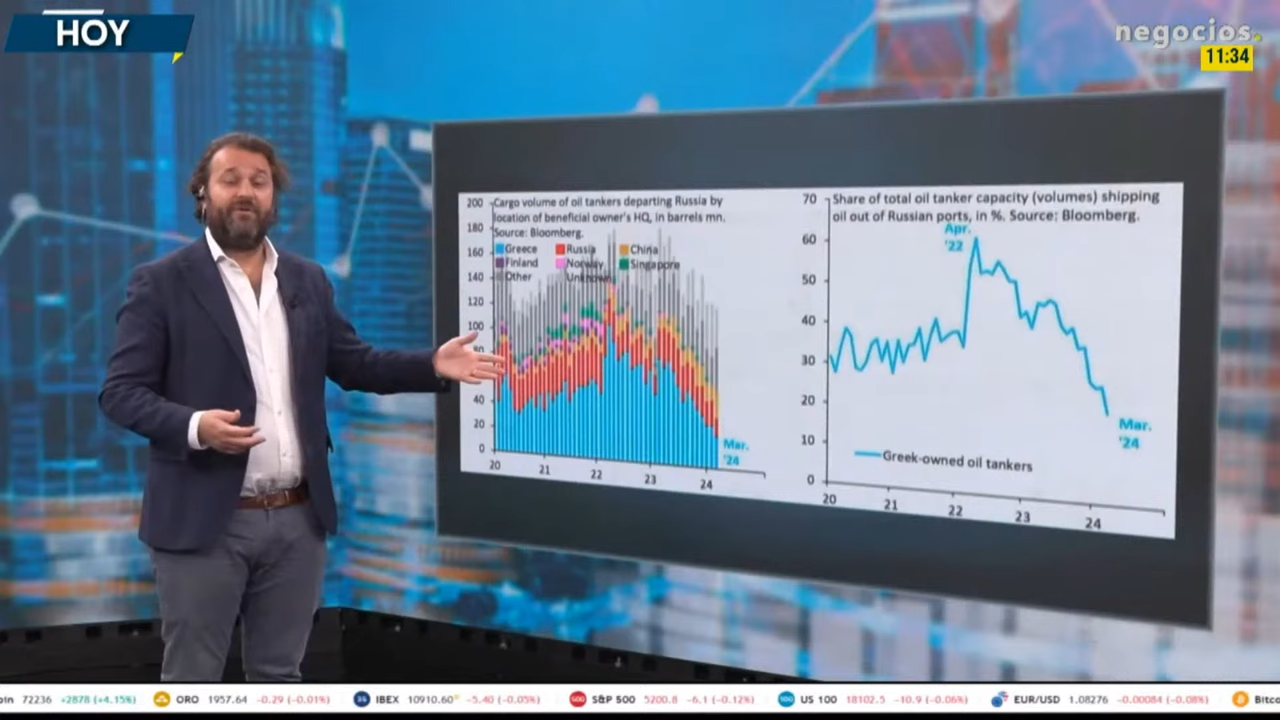 HOY
negocios.
11:34
Cargo volume of oil tankers departing Russia by
location of beneficial owner's HQ, in barrels mn.
Source: Bloomberg.
Greece
Russia
China
Finland
Norway
Singapore
Other
Unknown
200
180
160
140
120
100
80
60
40
20
0
20
21
22
23
24
Mar.
'24
Share of total oil tanker capacity (volumes) shipping
oil out of Russian ports, in %. Source: Bloomberg.
70
60
50
40
30
20
10
0
Apr.
'22
Mar.
'24
Greek-owned oil tankers
20
21
22
23
24
oin 72236 +2878 (+4.15%) ORO 1957.64 -0.29 (-0.01%) IBEX 10910.60 -5.40 (-0.05%) S&P 500 5200.8 -6.1 (-0.12%) US 100 18102.5 -10.9 (-0.06%) EUR/USD 1.08276 -0.00084 (-0.08%) Bitco